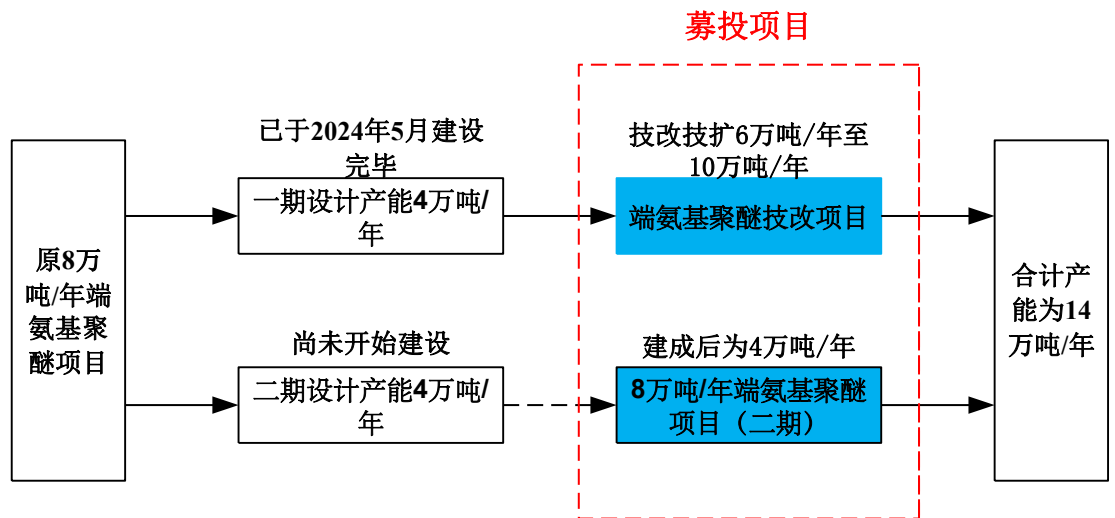 募投项目
已于2024年5月建设
完毕
技改技扩6万吨/年至
10万吨/年
原8万
吨/年端
氨基聚
醚项目
一期设计产能4万吨/
年
端氨基聚醚技改项目
合计产
能为14
万吨/年
尚未开始建设
建成后为4万吨/年
二期设计产能4万吨/
年
8万吨/年端氨基聚醚
项目（二期）